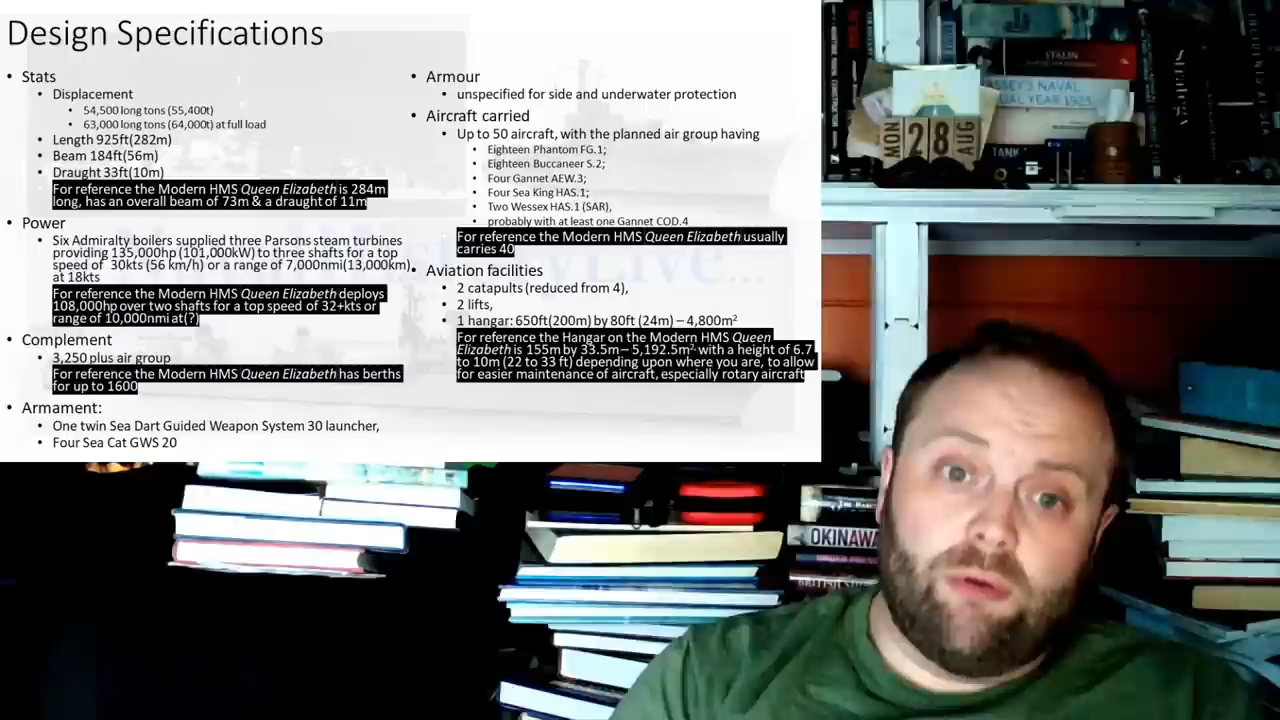 Design Specifications
• Stats
• Displacement
• 54,500 long tons (55,400t)
• 63,000 long tons (64,000t) at full load
• Length 925ft(282m)
• Beam 184ft(56m)
• Draught 33ft(10m)
For reference the Modern HMS Queen Elizabeth is 284m
long, has an overall beam of 73m & a draught of 11m
• Power
• Six Admiralty boilers supplied three Parsons steam turbines
providing 135,000hp (101,000kW) to three shafts for a top
speed of 30kts (56 km/h) or a range of 7,000nmi(13,000km)
at 18kts
For reference the Modern HMS Queen Elizabeth deploys
108,000hp over two shafts for a top speed of 32+kts or
range of 10,000nmi at(?)
• Complement
• 3,250 plus air group
For reference the Modern HMS Queen Elizabeth has berths
for up to 1600
• Armament:
• One twin Sea Dart Guided Weapon System 30 launcher,
• Four Sea Cat GWS 20
• Armour
• unspecified for side and underwater protection
• Aircraft carried
• Up to 50 aircraft, with the planned air group having
• Eighteen Phantom FG.1;
• Eighteen Buccaneer S.2;
• Four Gannet AEW.3;
• Four Sea King HAS.1;
• Two Wessex HAS.1 (SAR),
• probably with at least one Gannet COD.4
For reference the Modern HMS Queen Elizabeth usually
carries 40
• Aviation facilities
• 2 catapults (reduced from 4),
• 2 lifts,
• 1 hangar: 650ft(200m) by 80ft (24m) – 4,800m²
For reference the Hangar on the Modern HMS Queen
Elizabeth is 155m by 33.5m – 5,192.5m², with a height of 6.7
to 10m (22 to 33 ft) depending upon where you are, to allow
for easier maintenance of aircraft, especially rotary aircraft
STALIN
MON
28
AUG
TANK
Strategy
OKINAWA